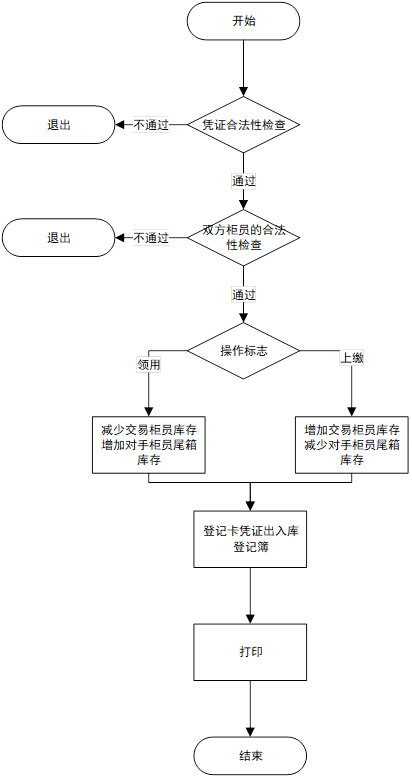 开始
凭证合法性检查
不通过
退出
通过
双方柜员的合法
性检查
不通过
退出
通过
操作标志
领用
上缴
减少交易柜员库存
增加对手柜员尾箱
库存
增加交易柜员库存
减少对手柜员尾箱
库存
登记卡凭证出入库
登记簿
打印
结束